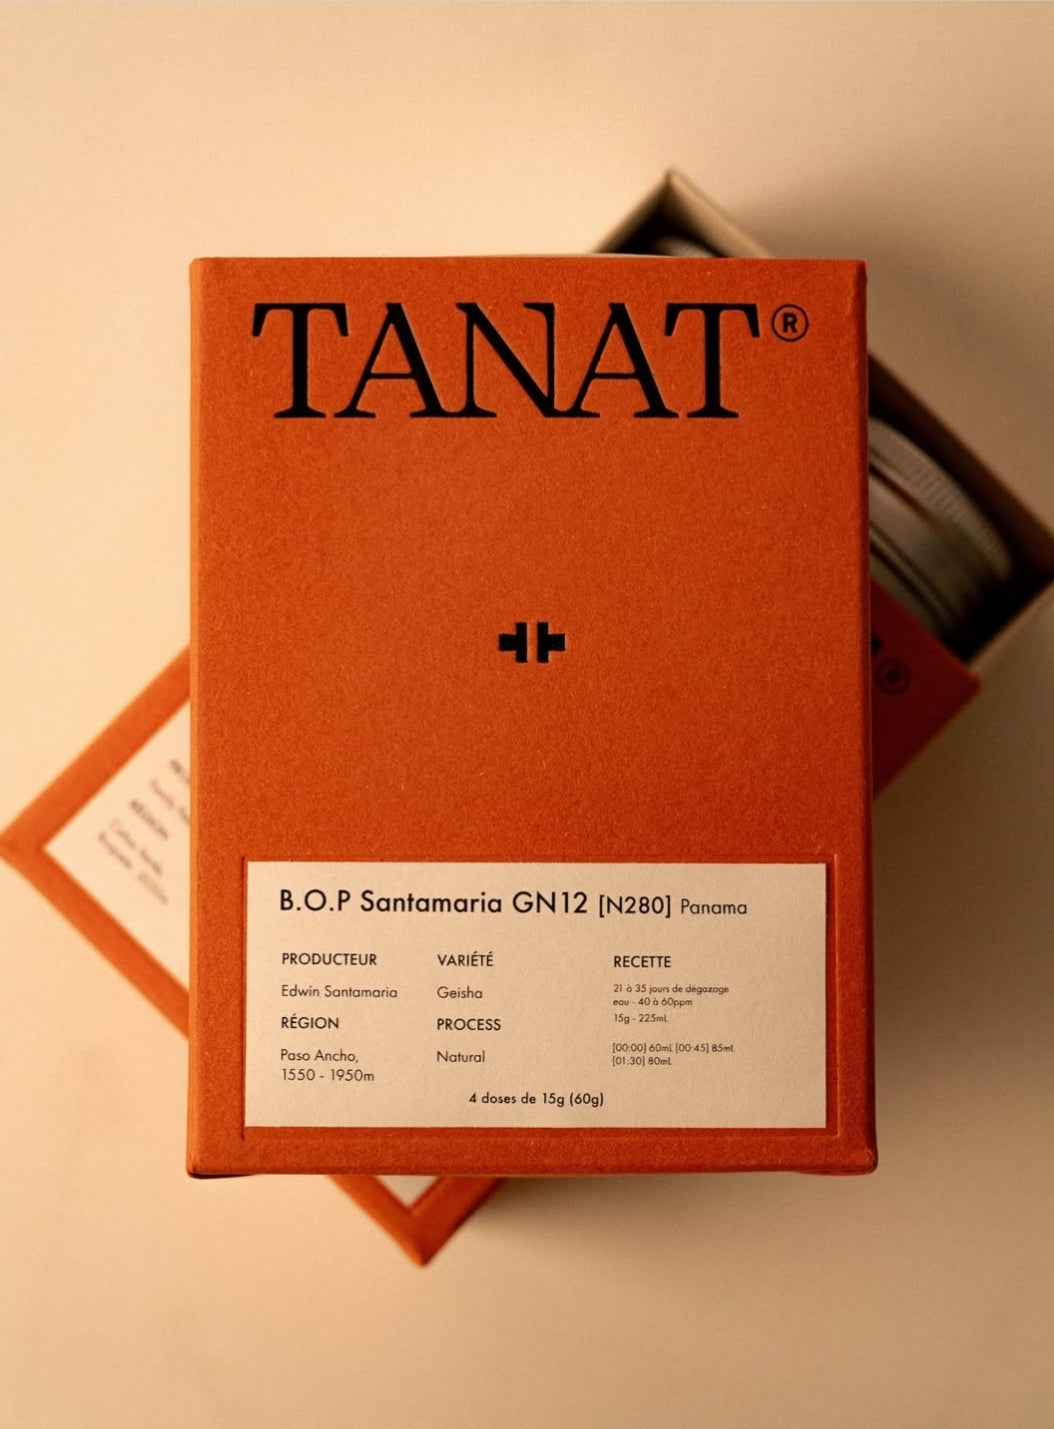 TANAT®
B.O.P Santamaria GN12 [N280] Panama
PRODUCTEUR
Edwin Santamaria
RÉGION
Paso Ancho,
1550 - 1950m
VARIÉTÉ
Geisha
PROCESS
Natural
RECETTE
21 à 35 jours de dégazage
eau - 40 à 60ppm
15g - 225mL
[00:00] 60mL [00:45] 85mL
[01:30] 80mL
4 doses de 15g (60g)
®
RÉGION